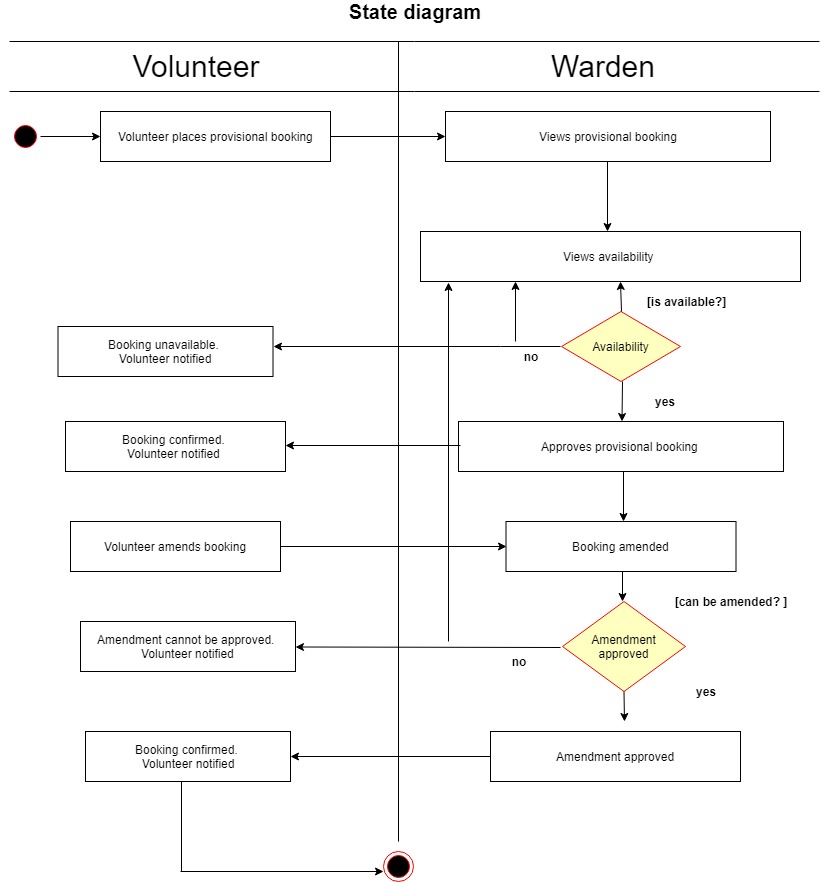 State diagram
Volunteer
Warden
Volunteer places provisional booking
Views provisional booking
Views availability
[is available?]
Booking unavailable.
Volunteer notified
no
Availability
yes
Booking confirmed.
Volunteer notified
Approves provisional booking
Volunteer amends booking
Booking amended
[can be amended? ]
Amendment cannot be approved.
Volunteer notified
no
Amendment
approved
yes
Booking confirmed.
Volunteer notified
Amendment approved